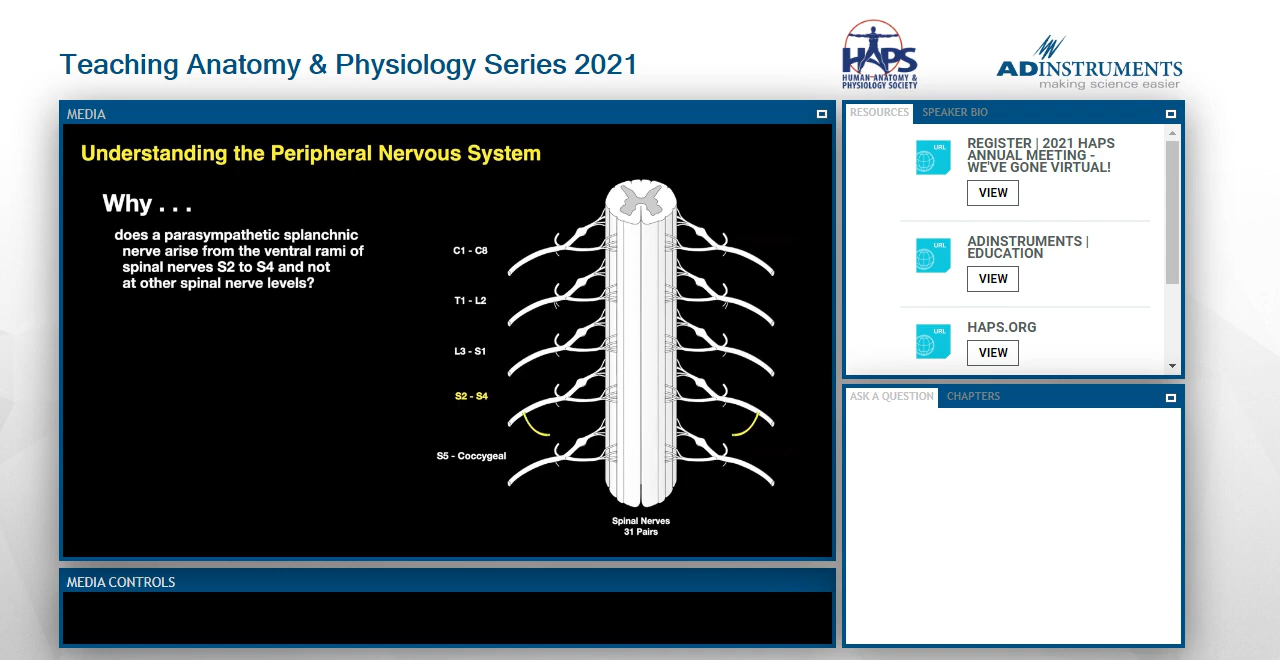 Teaching Anatomy & Physiology Series 2021
HAPS
HUMAN ANATOMY &
PHYSIOLOGY SOCIETY
ADINSTRUMENTS
making science easier
MEDIA
Understanding the Peripheral Nervous System
Why . . .
does a parasympathetic splanchnic
nerve arise from the ventral rami of
spinal nerves S2 to S4 and not
at other spinal nerve levels?
C1 - C8
T1 - L2
L3 - S1
S2 - S4
S5 - Coccygeal
Spinal Nerves
31 Pairs
MEDIA CONTROLS
RESOURCES
SPEAKER BIO
URL
REGISTER | 2021 HAPS
ANNUAL MEETING -
WE'VE GONE VIRTUAL!
VIEW
URL
ADINSTRUMENTS |
EDUCATION
VIEW
URL
HAPS.ORG
VIEW
ASK A QUESTION
CHAPTERS